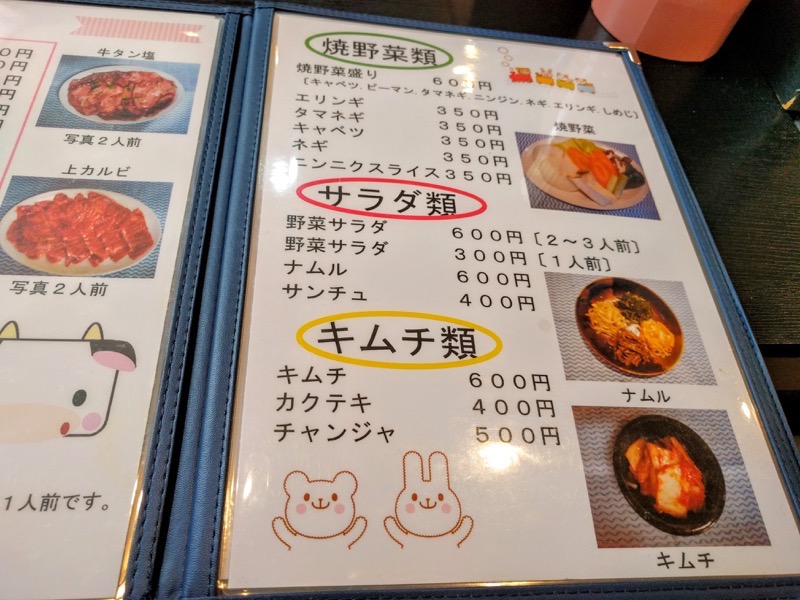 0円
円
円
円
円
円
牛タン塩
写真２人前
上カルビ
写真２人前
１人前です。
焼野菜類
焼野菜盛り ６００円
［キャベツ、ピーマン、タマネギ、ニンジン、ネギ、エリンギ、しめじ］
エリンギ ３５０円
タマネギ ３５０円
キャベツ ３５０円
ネギ ３５０円
ニンニクスライス ３５０円
焼野菜
サラダ類
野菜サラダ ６００円［２～３人前］
野菜サラダ ３００円［１人前］
ナムル ６００円
サンチュ ４００円
ナムル
キムチ類
キムチ ６００円
カクテキ ４００円
チャンジャ ５００円
キムチ